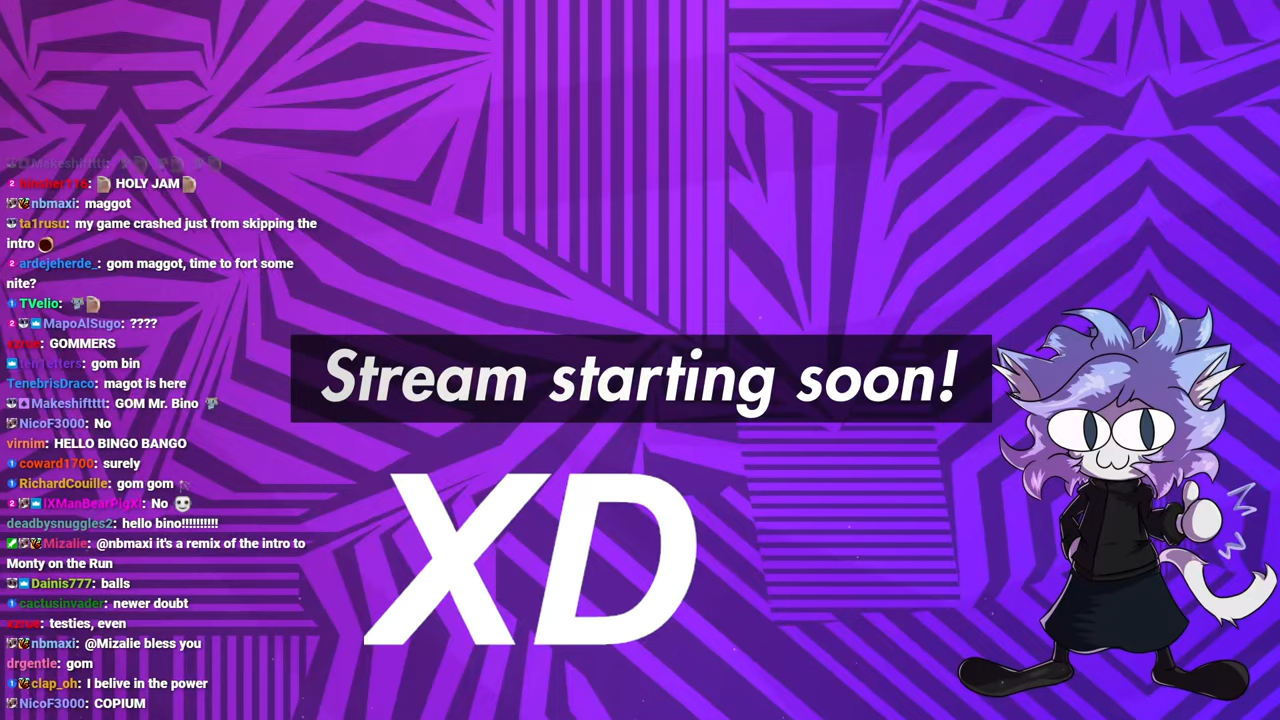 Makeshiftttt:
HOLY JAM
nbmaxi: maggot
ta1rusu: my game crashed just from skipping the
intro
ardejeherde_: gom maggot, time to fort some
nite?
TVelio:
MapoAlSugo: ????
GOMMERS
tenTetters: gom bin
TenebrisDraco: magot is here
Makeshiftttt: GOM Mr. Bino
NicoF3000: No
virnim: HELLO BINGO BANGO
coward1700: surely
RichardCouille: gom gom
lXManBearPigXl: No
deadbysnuggles2: hello bino!!!!!!!!!!
Mizalie: @nbmaxi it's a remix of the intro to
Monty on the Run
Dainis777: balls
cactusinvader: newer doubt
testies, even
nbmaxi: @Mizalie bless you
drgentle: gom
clap_oh: I belive in the power
NicoF3000: COPIUM
Stream starting soon!
XD